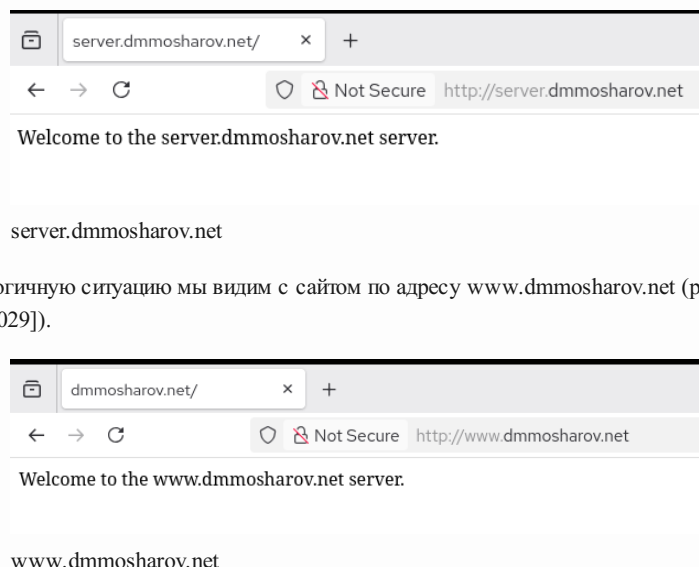 server.dmmosharov.net/
Not Secure http://server.dmmosharov.net
Welcome to the server.dmmosharov.net server.
server.dmmosharov.net
ситуацию мы видим с сайтом по адресу www.dmmosharov.net
029]).
dmmosharov.net/
Not Secure http://www.dmmosharov.net
Welcome to the www.dmmosharov.net server.
www.dmmosharov.net